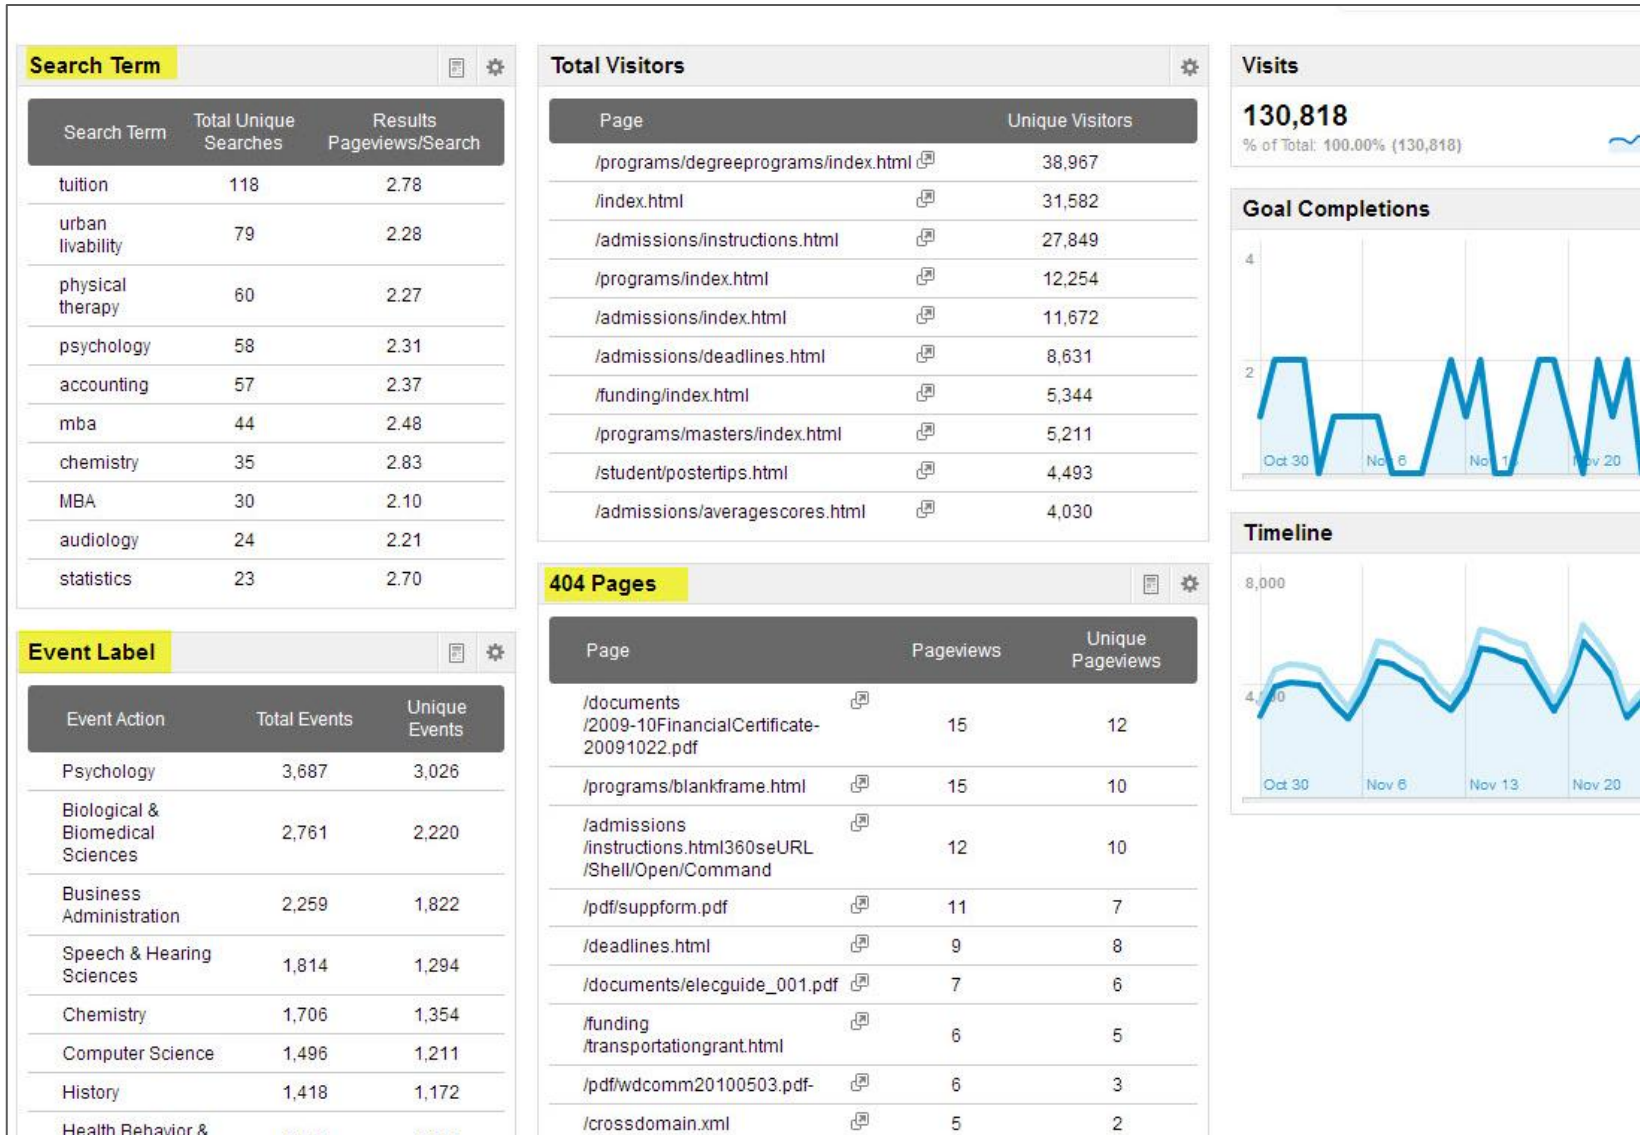 Search Term
Search Term Total Unique Searches Results Pageviews/Search
tuition 118 2.78
urban livability 79 2.28
physical therapy 60 2.27
psychology 58 2.31
accounting 57 2.37
mba 44 2.48
chemistry 35 2.83
MBA 30 2.10
audiology 24 2.21
statistics 23 2.70
Event Label
Event Action Total Events Unique Events
Psychology 3,687 3,026
Biological & Biomedical Sciences 2,761 2,220
Business Administration 2,259 1,822
Speech & Hearing Sciences 1,814 1,294
Chemistry 1,706 1,354
Computer Science 1,496 1,211
History 1,418 1,172
Health Behavior &
Total Visitors
Page Unique Visitors
/programs/degreeprograms/index.html 38,967
/index.html 31,582
/admissions/instructions.html 27,849
/programs/index.html 12,254
/admissions/index.html 11,672
/admissions/deadlines.html 8,631
/funding/index.html 5,344
/programs/masters/index.html 5,211
/student/postertips.html 4,493
/admissions/averagescores.html 4,030
404 Pages
Page Pageviews Unique Pageviews
/documents
/2009-10FinancialCertificate-
20091022.pdf 15 12
/programs/blankframe.html 15 10
/admissions
/instructions.html360seURL
/Shell/Open/Command 12 10
/pdf/suppform.pdf 11 7
/deadlines.html 9 8
/documents/elecguide_001.pdf 7 6
/funding
/transportationgrant.html 6 5
/pdf/wdcomm20100503.pdf- 6 3
/crossdomain.xml 5 2
Visits
130,818
% of Total: 100.00% (130,818)
Goal Completions
4
2
Oct 30 Nov 6 Nov 20
Timeline
8,000
Oct 30 Nov 6 Nov 13 Nov 20